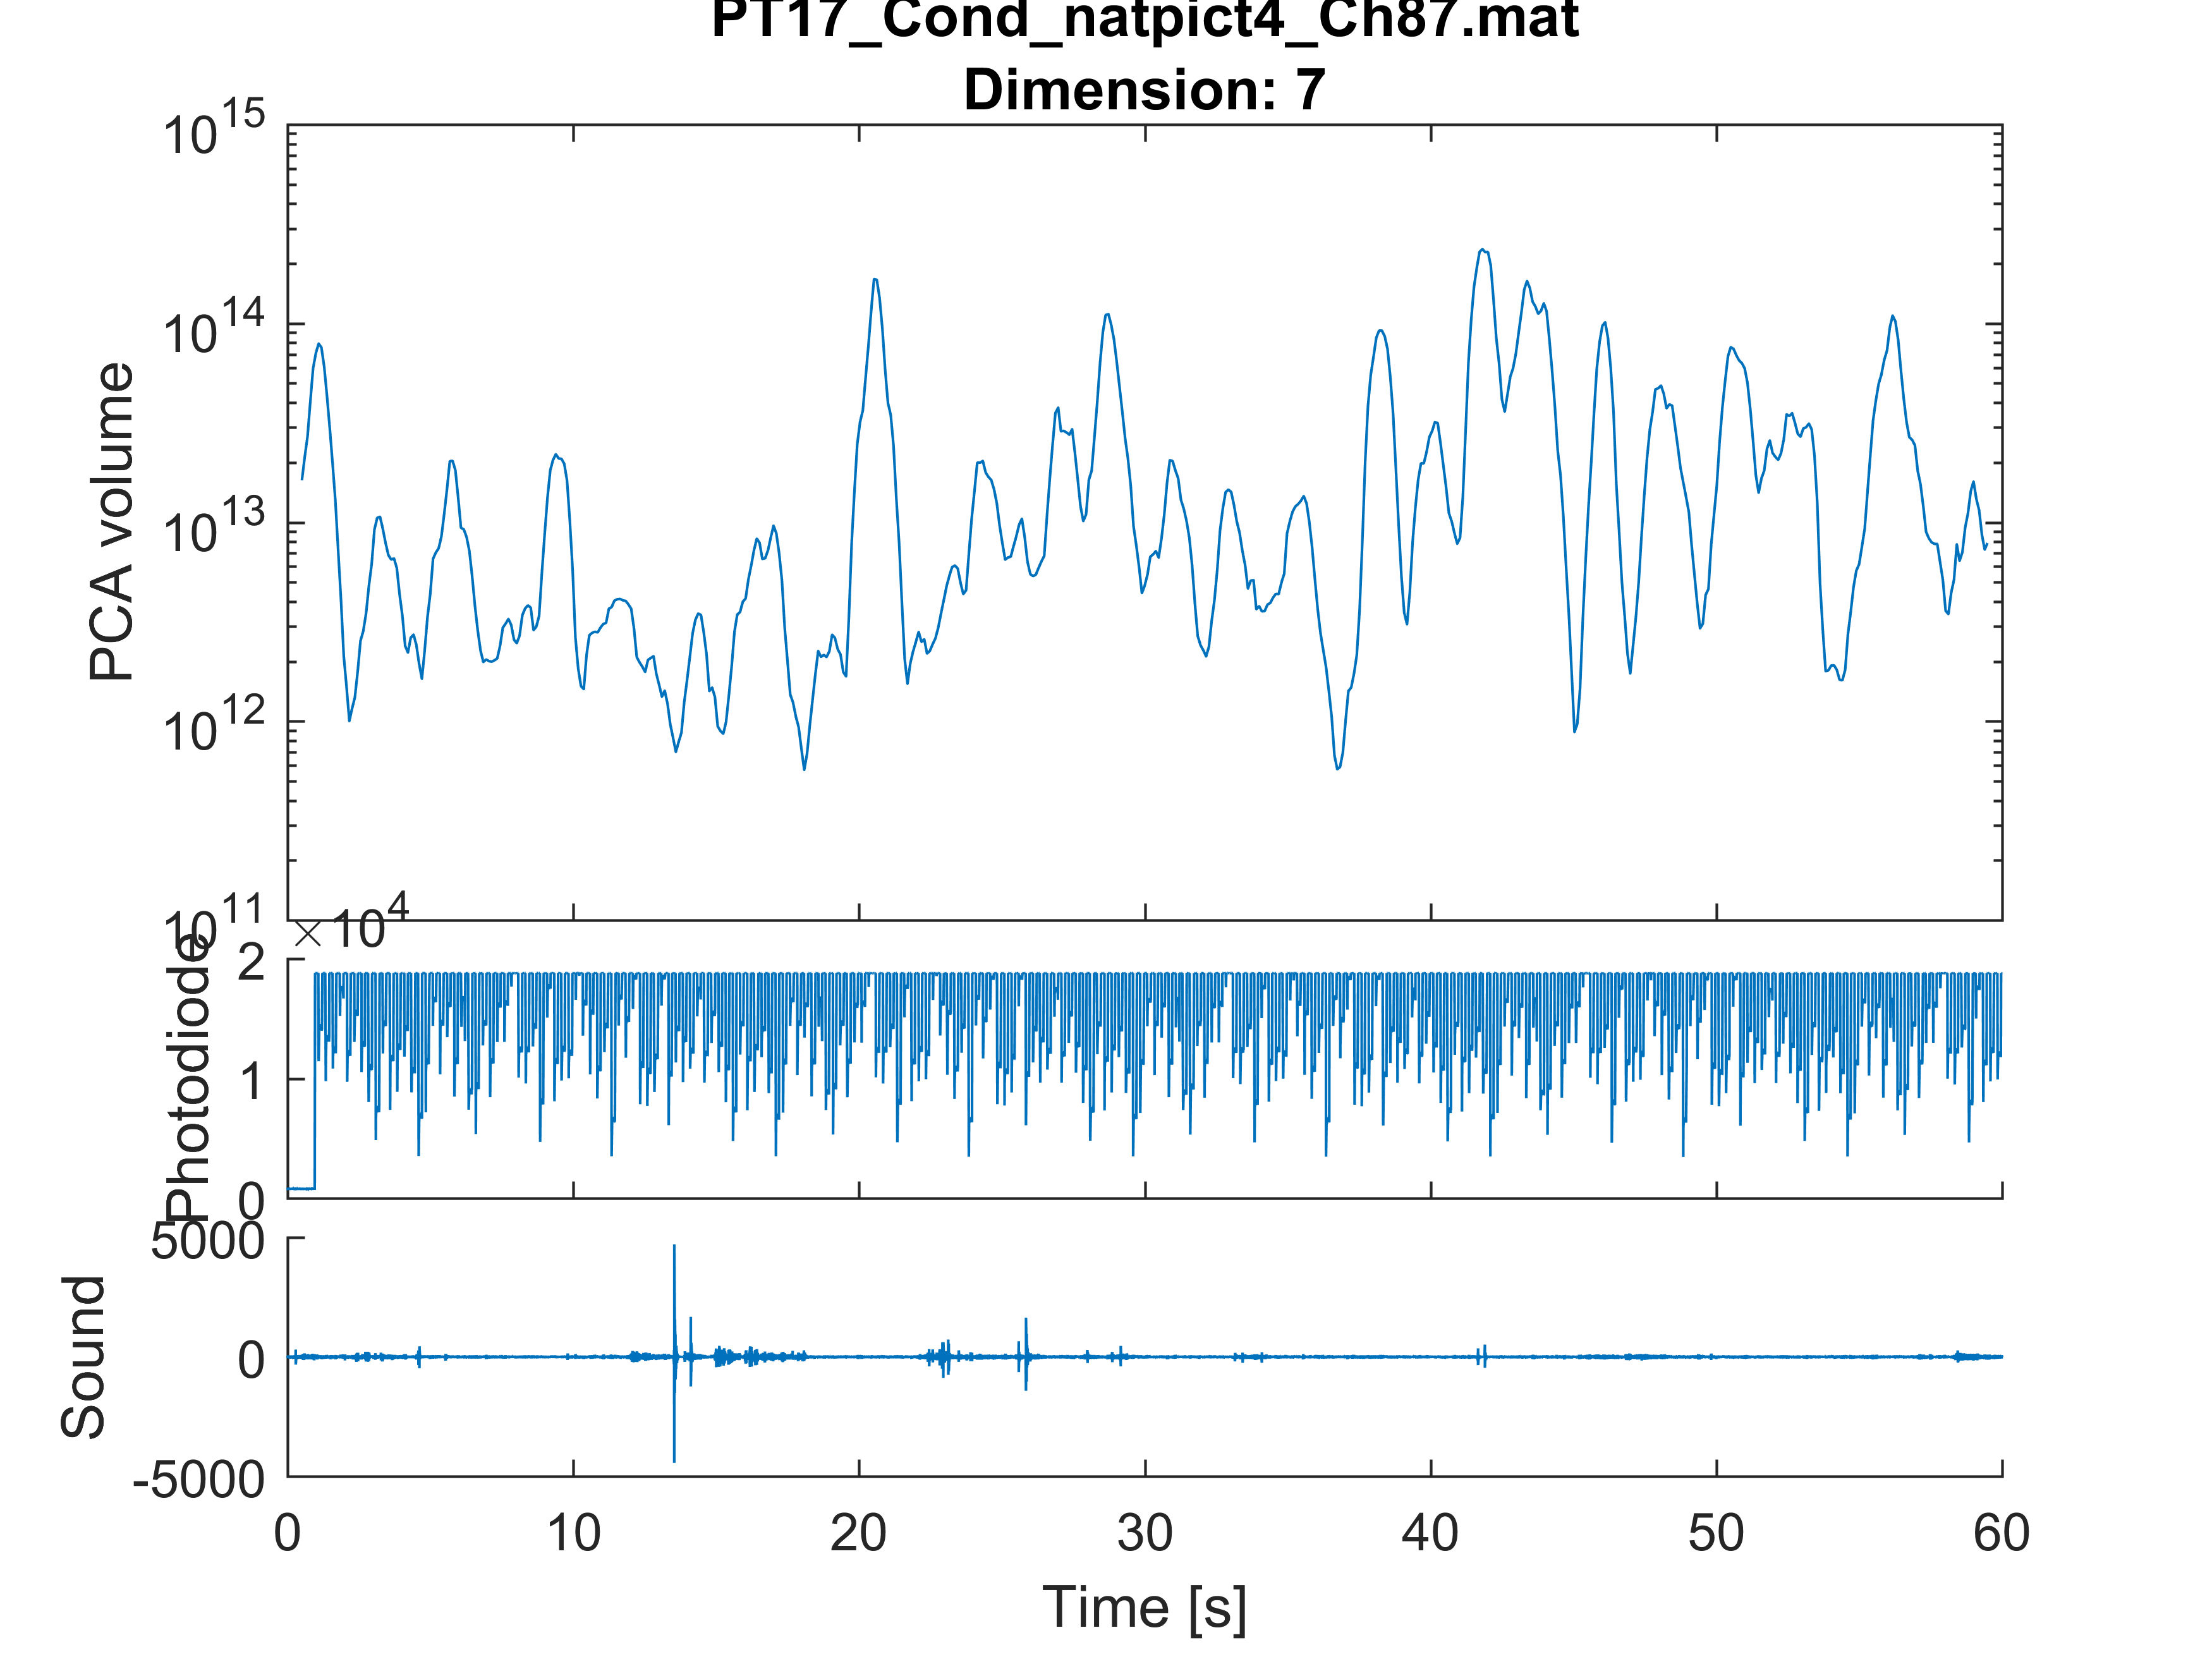 PT17_Cond_natpict4_Ch87.mat
Dimension: 7
10^15
10^14
10^13
10^12
10^11
PCA volume
×10^4
2
1
0
Photodiode
5000
0
-5000
Sound
0 10 20 30 40 50 60
Time [s]